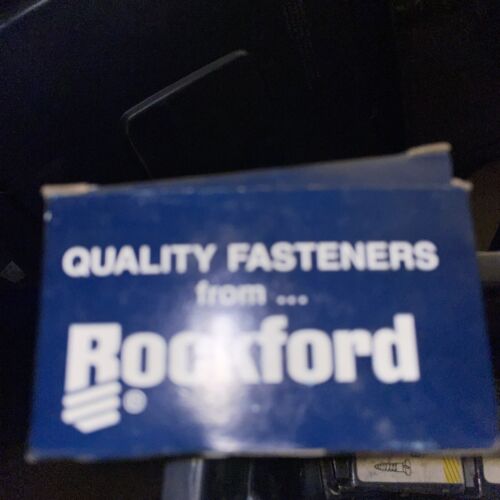 QUALITY FASTENERS
from ...
Rockford®